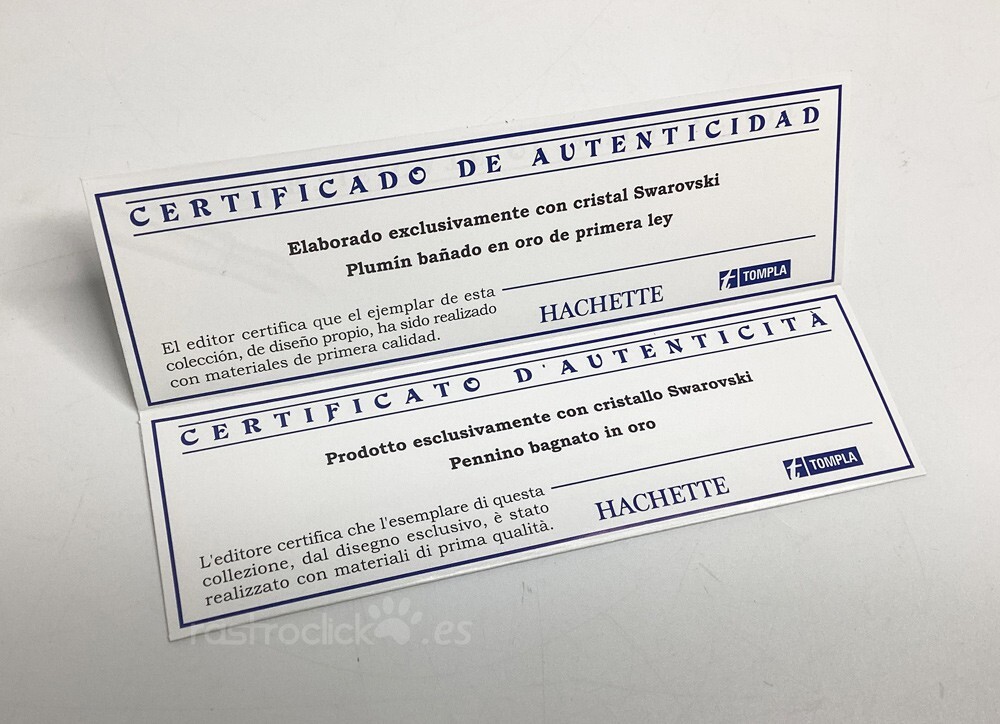 CERTIFICADO DE AUTENTICIDAD
Elaborado exclusivamente con cristal Swarovski
Plumín bañado en oro de primera ley
El editor certifica que el ejemplar de esta
colección, de diseño propio, ha sido realizado
con materiales de primera calidad.
HACHETTE
t TOMPLA
CERTIFICATO D'AUTENTICITÀ
Prodotto esclusivamente con cristallo Swarovski
Pennino bagnato in oro
L'editore certifica che l'esemplare di questa
collezione, dal disegno esclusivo, è stato
realizzato con materiali di prima qualità.
HACHETTE
t TOMPLA
rastroclick.es